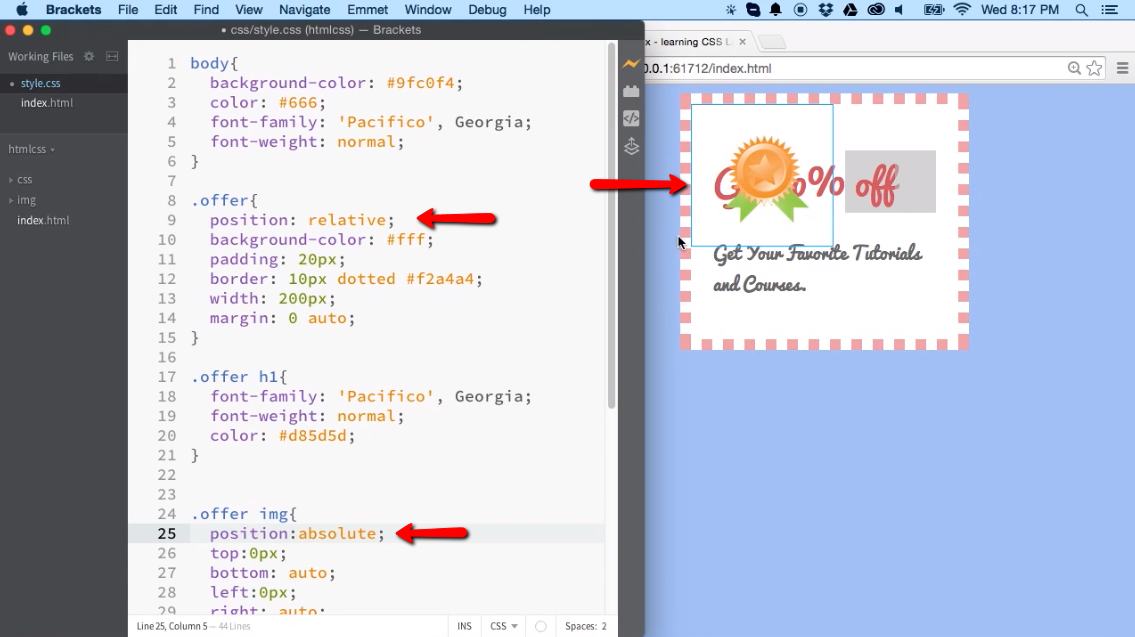 Brackets File Edit Find View Navigate Emmet Window Debug Help Wed 8:17 PM
css/style.css (htmlcss) — Brackets
Working Files
style.css
index.html
htmlcss
css
img
index.html
1 body{
2 background-color: #9fc0f4;
3 color: #666;
4 font-family: 'Pacifico', Georgia;
5 font-weight: normal;
6 }
7
8 .offer{
9 position: relative;
10 background-color: #fff;
11 padding: 20px;
12 border: 10px dotted #f2a4a4;
13 width: 200px;
14 margin: 0 auto;
15 }
16
17 .offer h1{
18 font-family: 'Pacifico', Georgia;
19 font-weight: normal;
20 color: #d85d5d;
21 }
22
23
24 .offer img{
25 position:absolute;
26 top:0px;
27 bottom: auto;
28 left:0px;
29 right: auto;
Line 25, Column 5 — 44 Lines
INS CSS Spaces: 2
x - learning CSS L
0.0.1:61712/index.html
% off
Get Your Favorite Tutorials
and Courses.